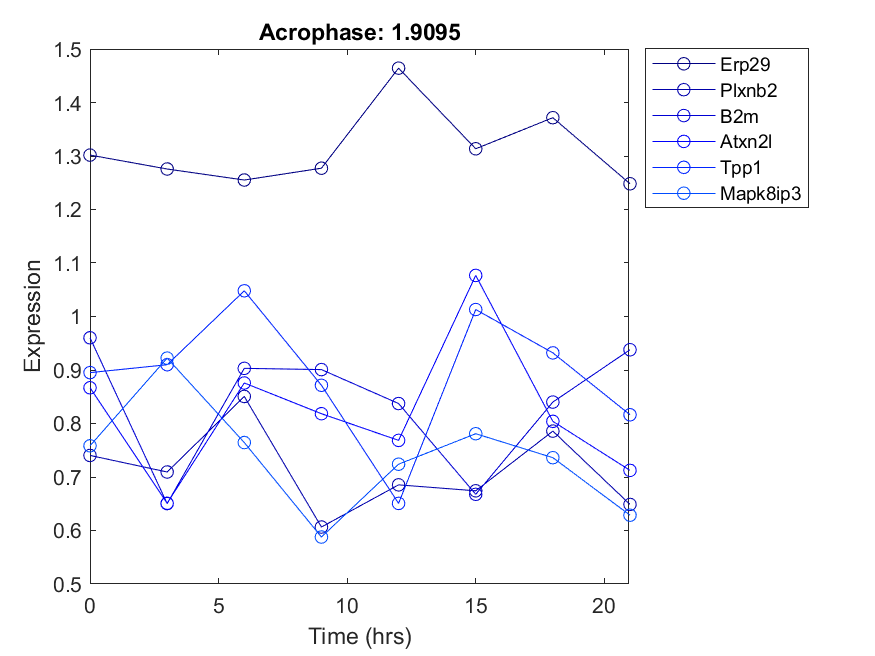 Acrophase: 1.9095
1.5
1.4
1.3
1.2
1.1
1
0.9
0.8
0.7
0.6
0.5
Expression
0
5
10
15
20
Time (hrs)
Erp29
Plxnb2
B2m
Atxn2l
Tpp1
Mapk8ip3